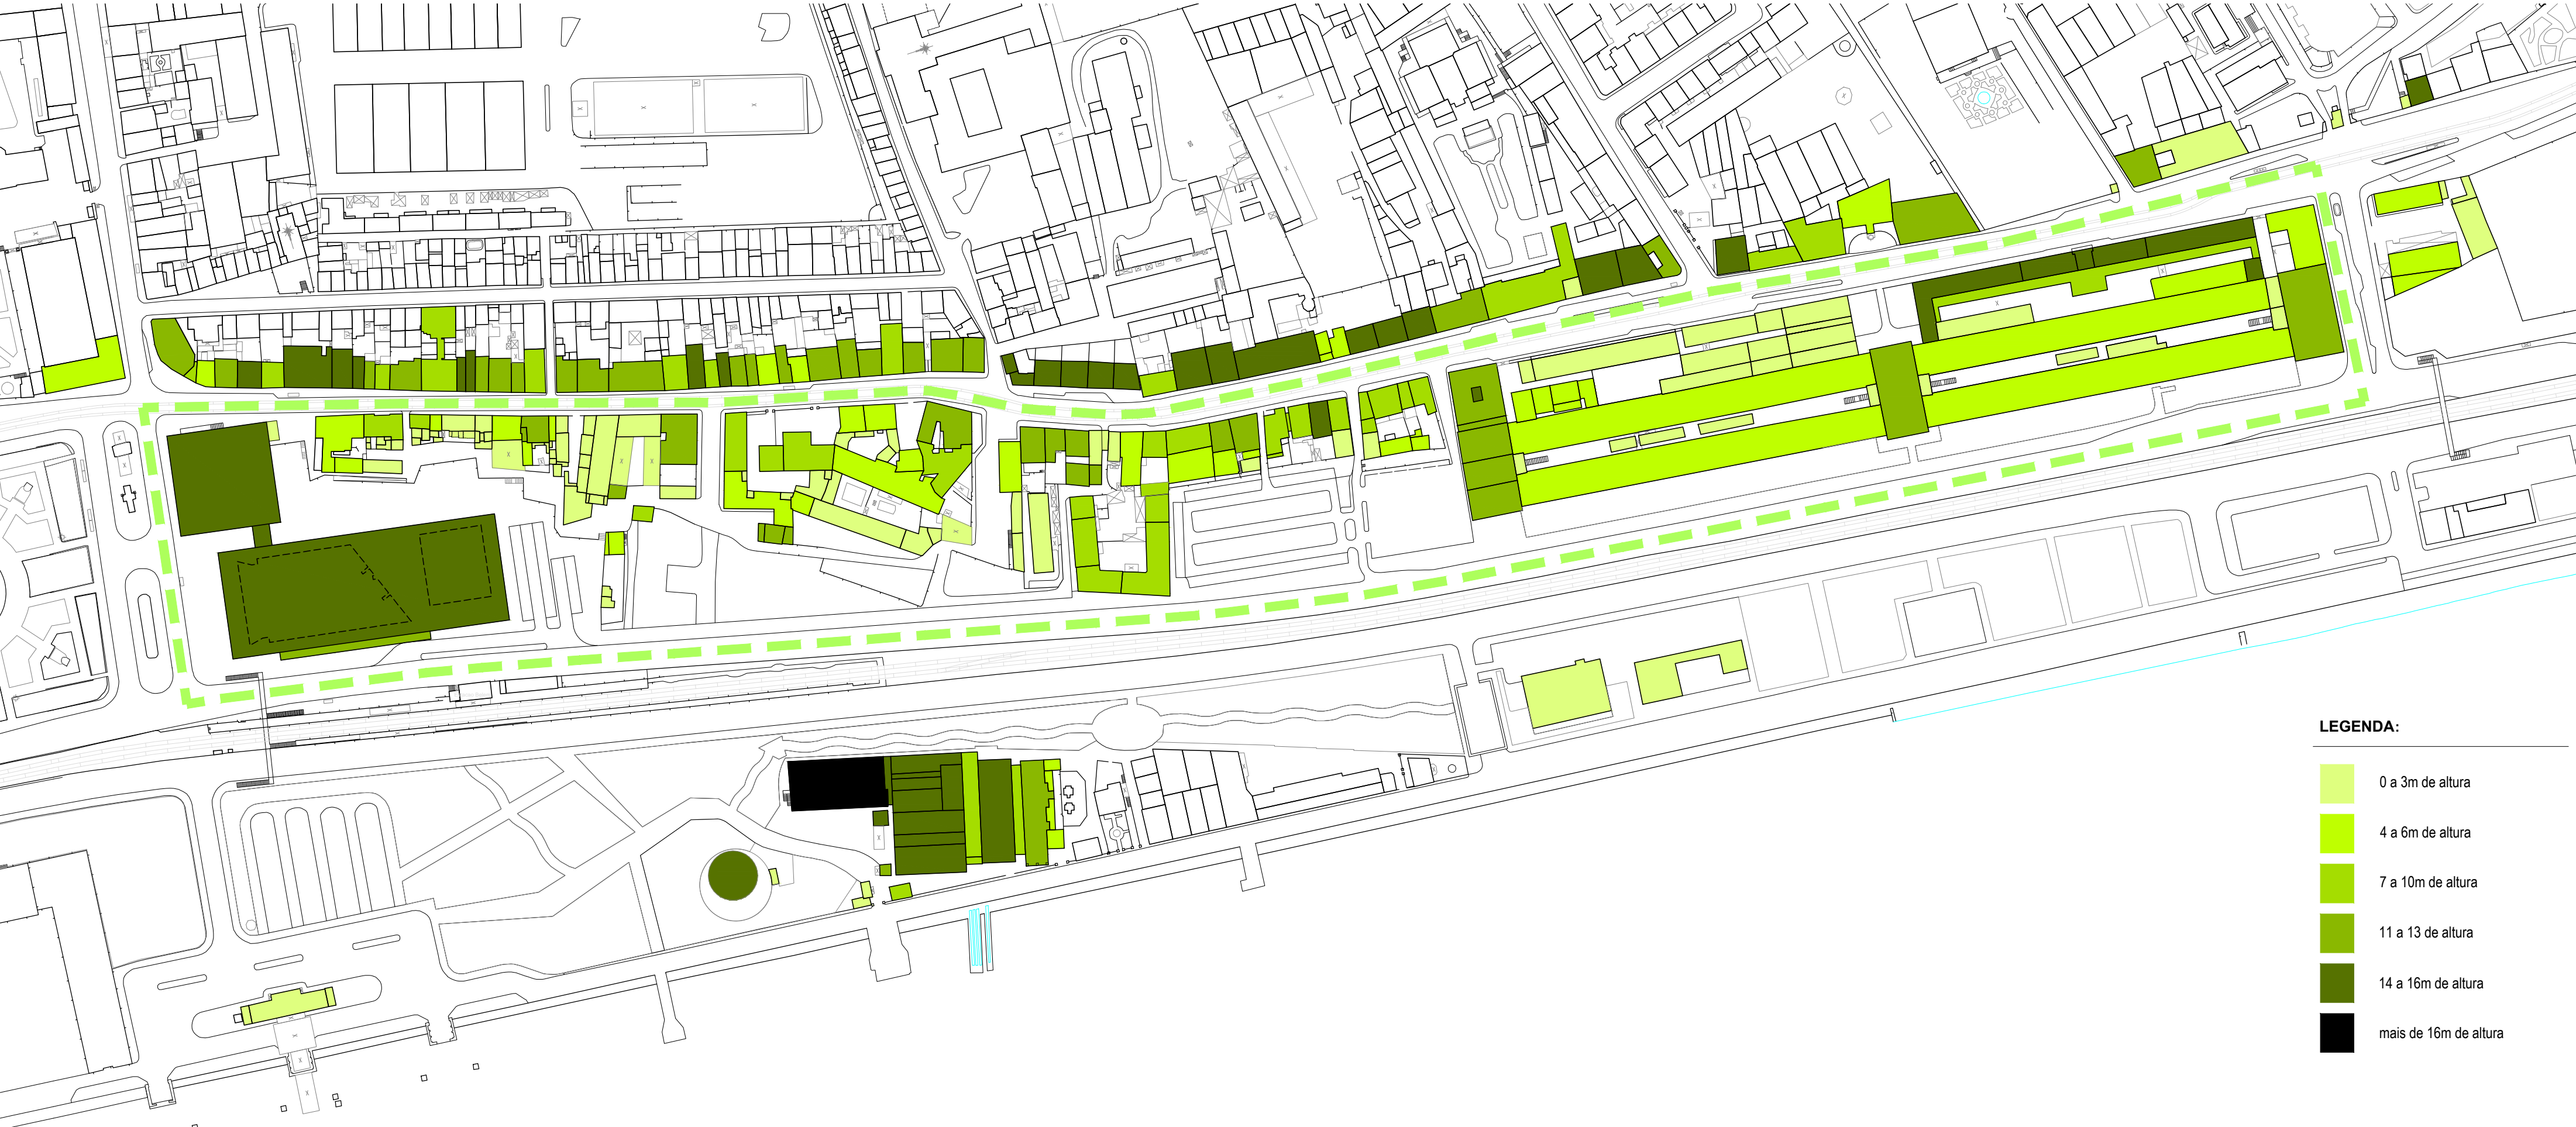 LEGENDA:
0 a 3m de altura
4 a 6m de altura
7 a 10m de altura
11 a 13 de altura
14 a 16m de altura
mais de 16m de altura